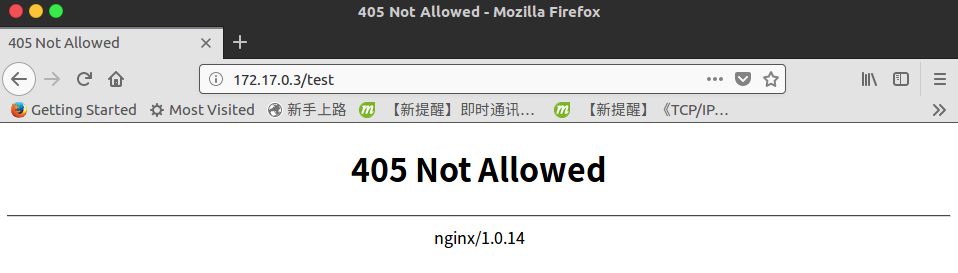 405 Not Allowed - Mozilla Firefox
405 Not Allowed
172.17.0.3/test
Getting Started Most Visited 新手上路 m 【新提醒】即时通讯… m 【新提醒】《TCP/IP…
405 Not Allowed
nginx/1.0.14